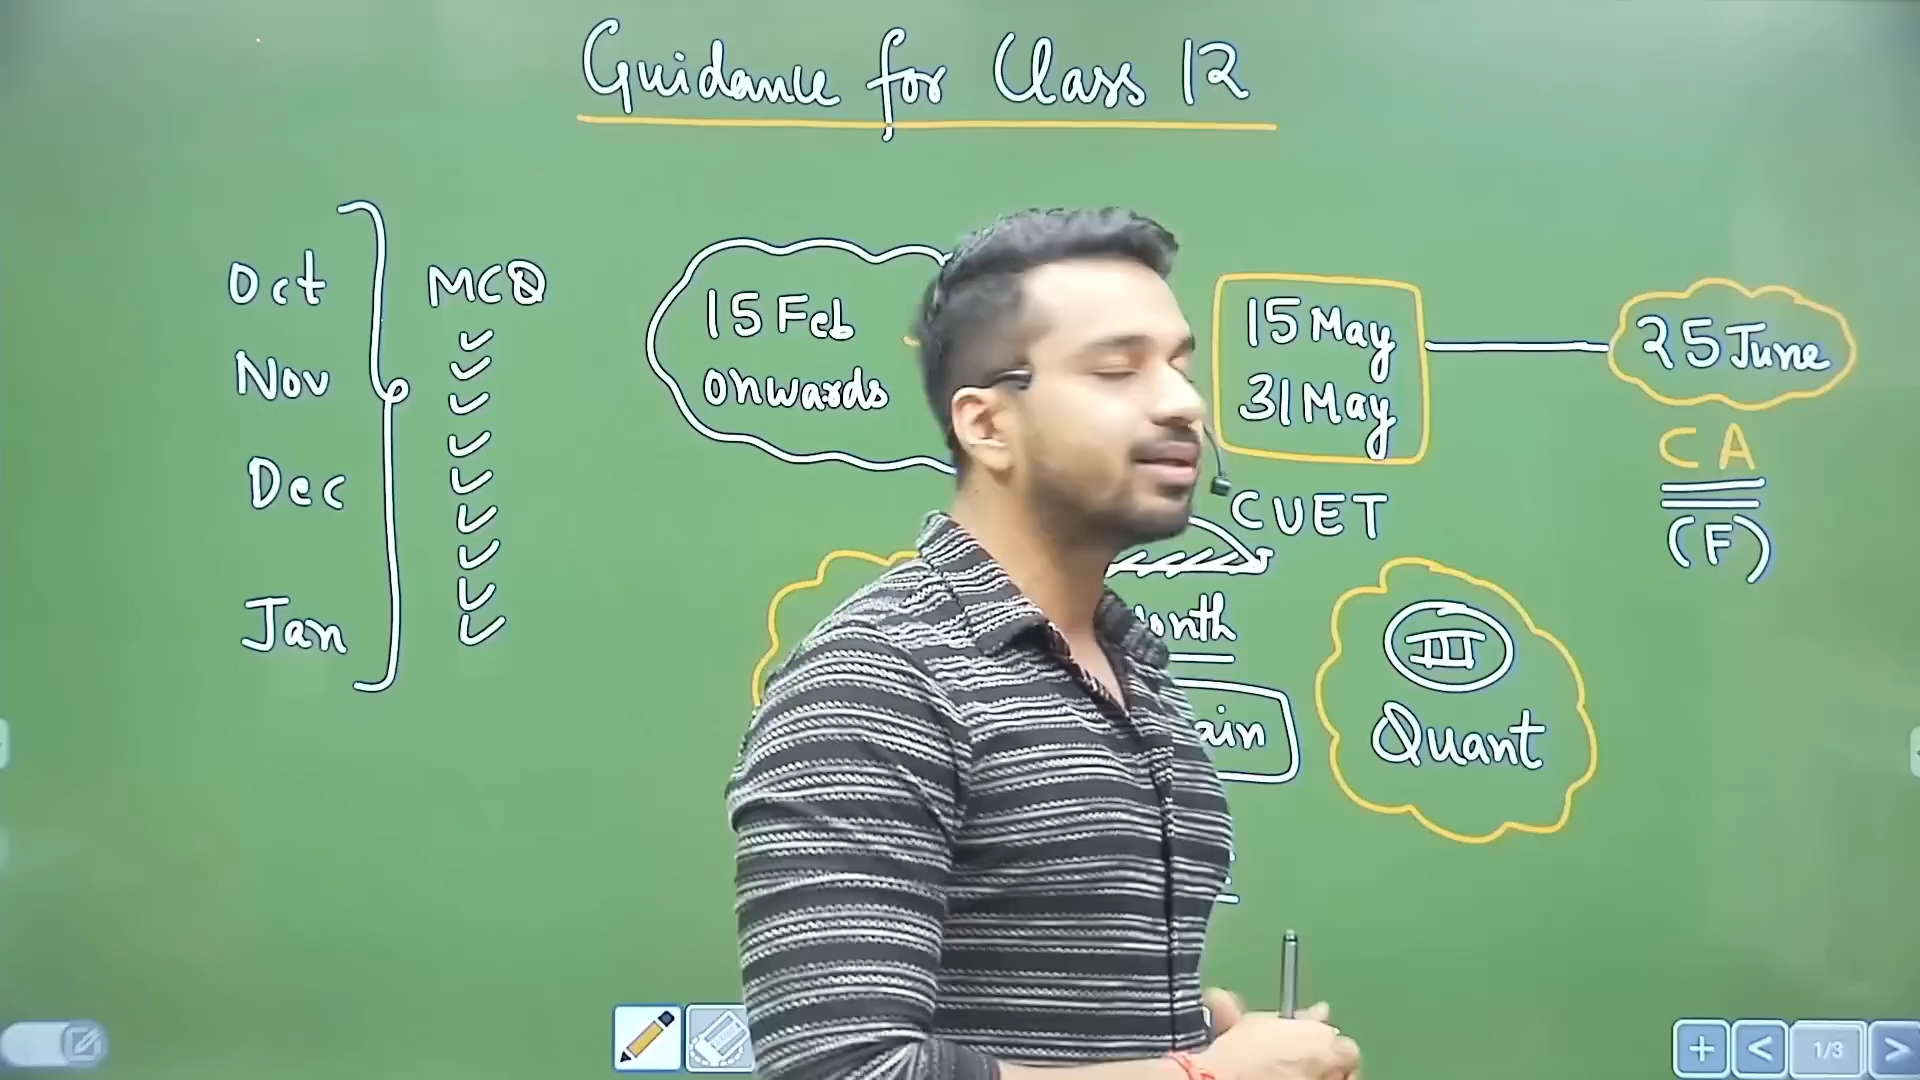 Guidance for Class 12
Oct
Nov
Dec
Jan
MCQ
15 Feb
onwards
15 May
31 May
CUET
25 June
CA
(F)
III
Quant
1/3